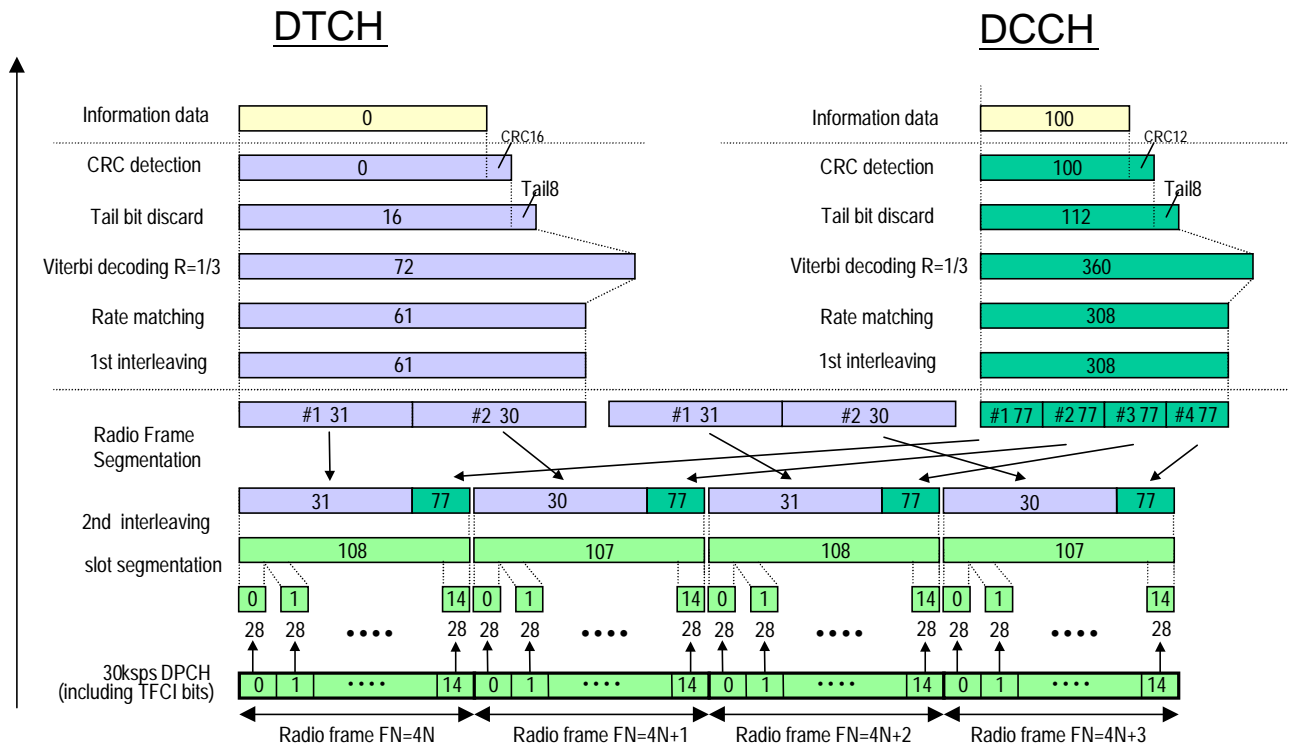 DTCH DCCH
Information data 0 Information data 100
CRC16 CRC12
CRC detection 0 CRC detection 100
Tail8 Tail8
Tail bit discard 16 Tail bit discard 112
Viterbi decoding R=1/3 72 Viterbi decoding R=1/3 360
Rate matching 61 Rate matching 308
1st interleaving 61 1st interleaving 308
#1 31 #2 30 #1 31 #2 30 #1 77 #2 77 #3 77 #4 77
Radio Frame
Segmentation
31 77 30 77 31 77 30 77
2nd interleaving
108 107 108 107
slot segmentation
0 1 14 0 1 14 0 1 14 0 1 14
28 28 •••• 28 28 28 •••• 28 28 28 •••• 28 28 28 •••• 28
30ksps DPCH
(including TFCI bits)
0 1 •••• 14 0 1 •••• 14 0 1 •••• 14 0 1 •••• 14
Radio frame FN=4N Radio frame FN=4N+1 Radio frame FN=4N+2 Radio frame FN=4N+3